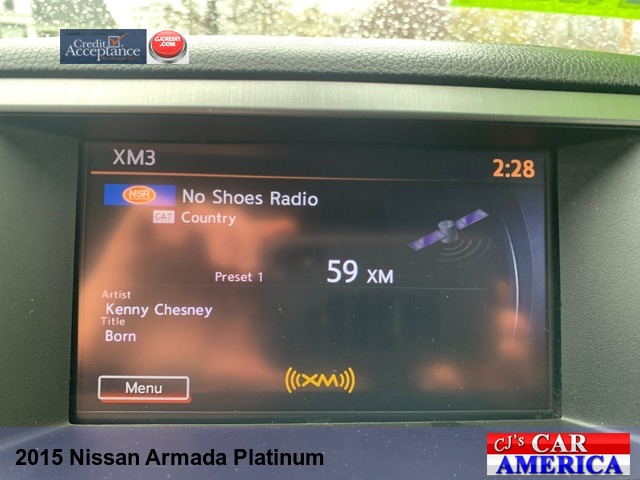 Credit Acceptance
CJCREDIT.COM
XM3
2:28
NSR
No Shoes Radio
CAT Country
Preset 1
59 XM
Artist
Kenny Chesney
Title
Born
Menu
((XM))
2015 Nissan Armada Platinum
CJ's CAR
AMERICA